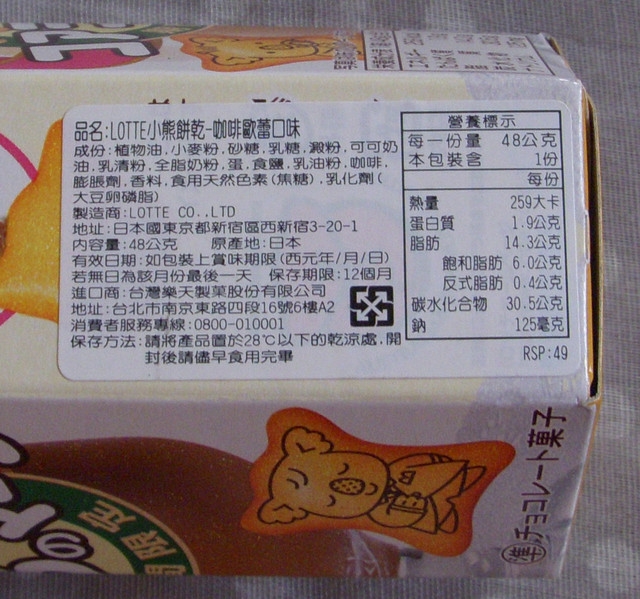 品名:LOTTE小熊餅乾-咖啡歐蕾口味
成份:植物油.小麥粉.砂糖.乳糖.澱粉.可可奶
油.乳清粉.全脂奶粉.蛋.食鹽.乳油粉.咖啡.
膨脹劑.香料.食用天然色素(焦糖).乳化劑(
大豆卵磷脂)
製造商:LOTTE CO.,LTD
地址:日本國東京都新宿區西新宿3-20-1
內容量:48公克 原產地:日本
有效日期:如包裝上賞味期限(西元年/月/日)
若無日為該月份最後一天 保存期限:12個月
進口商:台灣樂天製菓股份有限公司
地址:台北市南京東路四段16號6樓A2
消費者服務專線:0800-010001
保存方法:請將產品置於28℃以下的乾涼處.開
封後請儘早食用完畢
營養標示
每一份量 48公克
本包裝含 1份
每份
熱量 259大卡
蛋白質 1.9公克
脂肪 14.3公克
飽和脂肪 6.0公克
反式脂肪 0.4公克
碳水化合物 30.5公克
鈉 125毫克
RSP:49
準チョコレート菓子
期限定